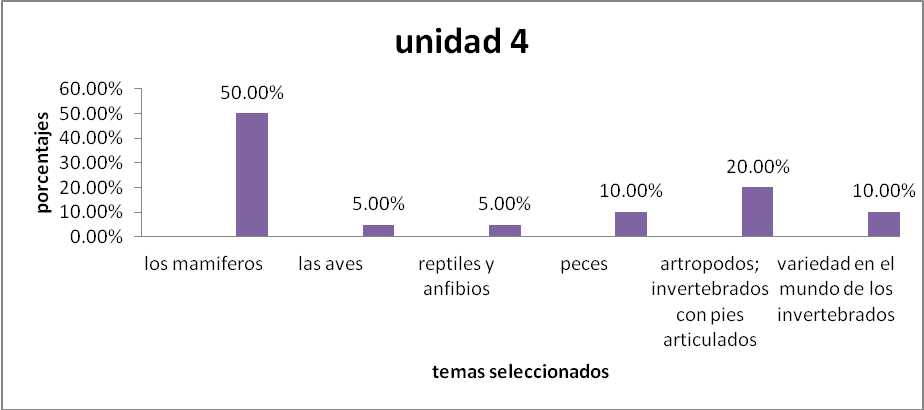 unidad 4
porcentajes
60.00%
50.00%
40.00%
30.00%
20.00%
10.00%
0.00%
50.00%
5.00%
5.00%
10.00%
20.00%
10.00%
los mamiferos
las aves
reptiles y
anfibios
peces
artropodos;
invertebrados
con pies
articulados
variedad en el
mundo de los
invertebrados
temas seleccionados